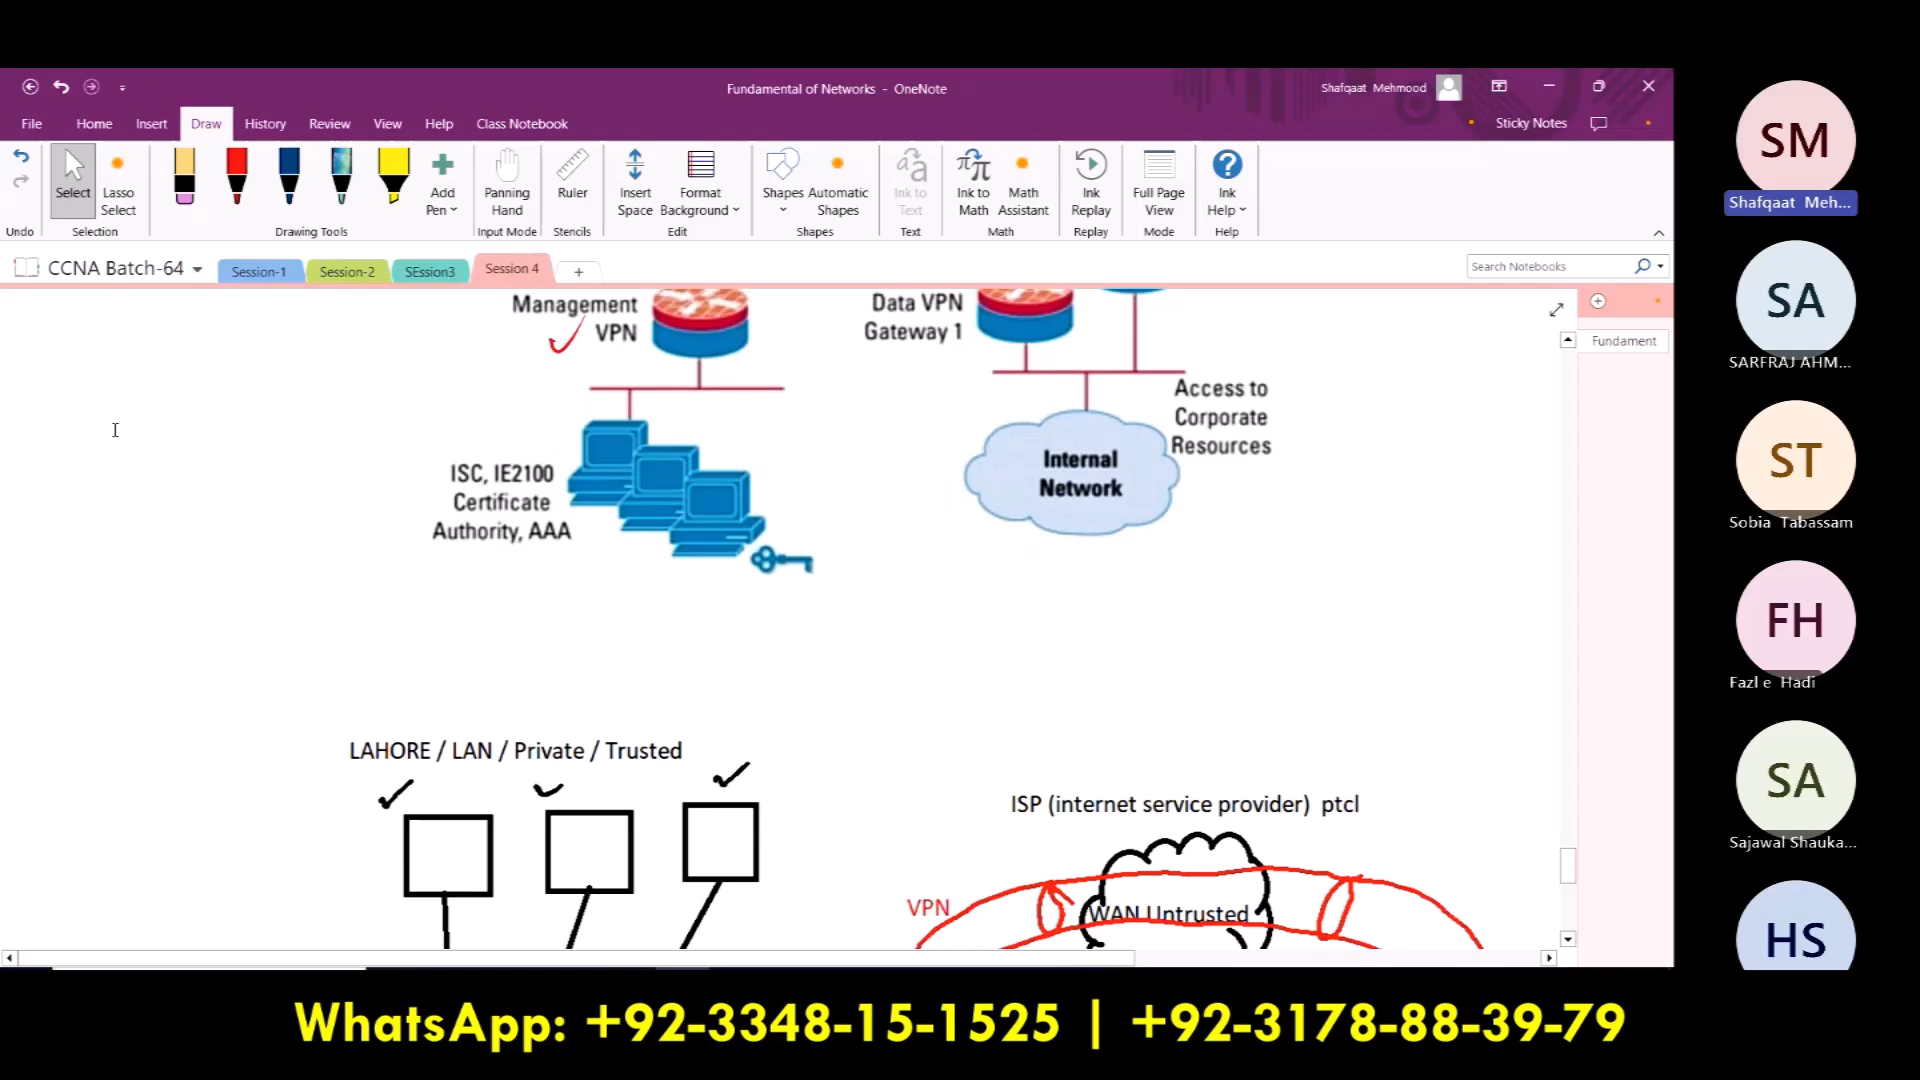 Fundamental of Networks - OneNote
Shafqaat Mehmood
File Home Insert Draw History Review View Help Class Notebook
Sticky Notes
Select
Lasso Select
Add Pen
Panning Hand
Ruler
Insert Space
Format Background
Shapes
Automatic Shapes
Ink to Text
Ink to Math
Math Assistant
Ink Replay
Full Page View
Ink Help
Undo Selection Drawing Tools Input Mode Stencils Edit Shapes Text Math Replay Mode Help
CCNA Batch-64 Session-1 Session-2 SEssion3 Session 4
Search Notebooks
Fundament
Management
VPN
Data VPN
Gateway 1
Access to
Corporate
Resources
Internal
Network
ISC, IE2100
Certificate
Authority, AAA
LAHORE / LAN / Private / Trusted
ISP (internet service provider) ptcl
VPN
WAN Untrusted
SM
Shafqaat Meh...
SA
SARFRAJ AHM...
ST
Sobia Tabassam
FH
Fazl e Hadi
SA
Sajawal Shauka...
HS
WhatsApp: +92-3348-15-1525 | +92-3178-88-39-79